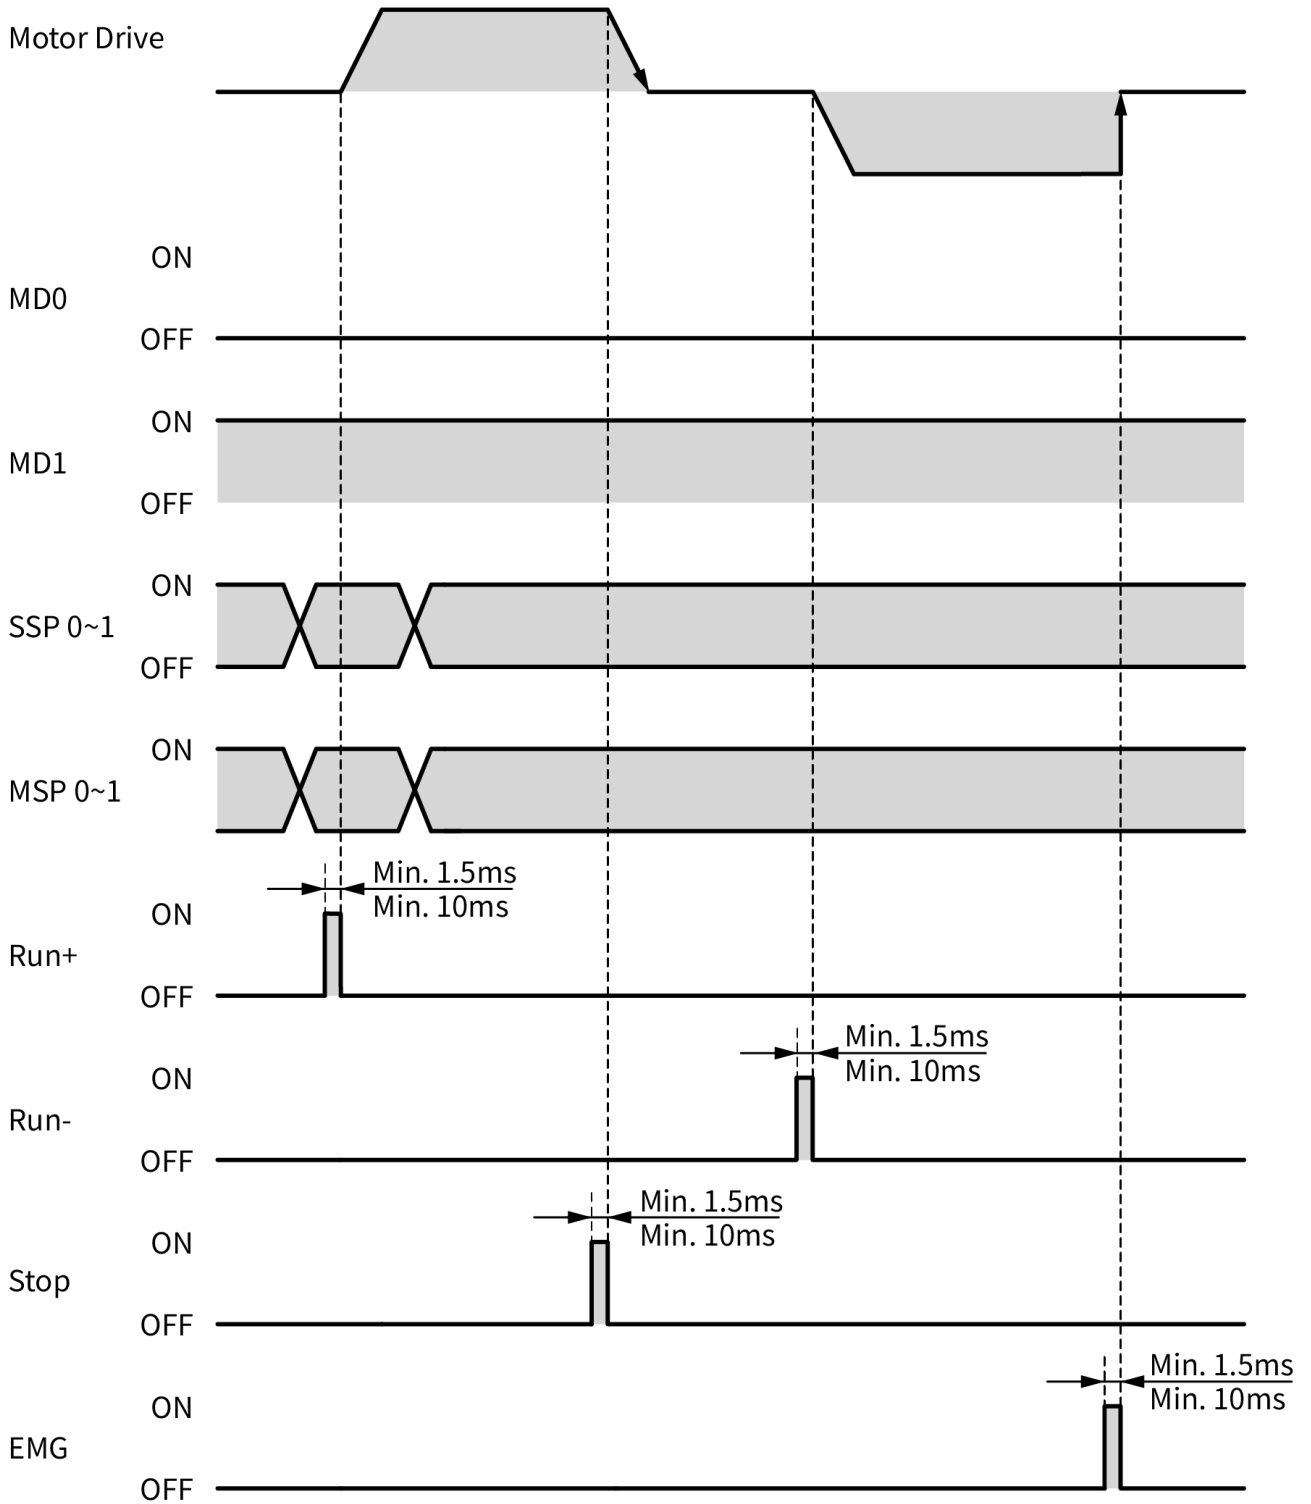 Motor Drive
ON
MD0
OFF
ON
MD1
OFF
ON
SSP 0~1
OFF
ON
MSP 0~1
Min. 1.5ms
Min. 10ms
ON
Run+
OFF
Min. 1.5ms
Min. 10ms
ON
Run-
OFF
Min. 1.5ms
Min. 10ms
ON
Stop
OFF
Min. 1.5ms
Min. 10ms
ON
EMG
OFF